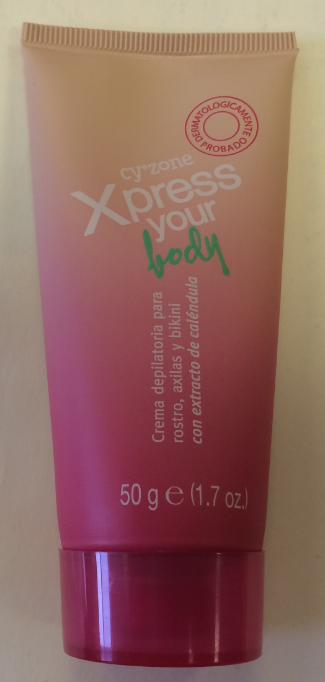 DERMATOLOGICAMENTE
PROBADO
cy°zone
Xpress
your
body
Crema depilatoria para
rostro, axilas y bikini
con extracto de caléndula
50 g e (1.7 oz.)